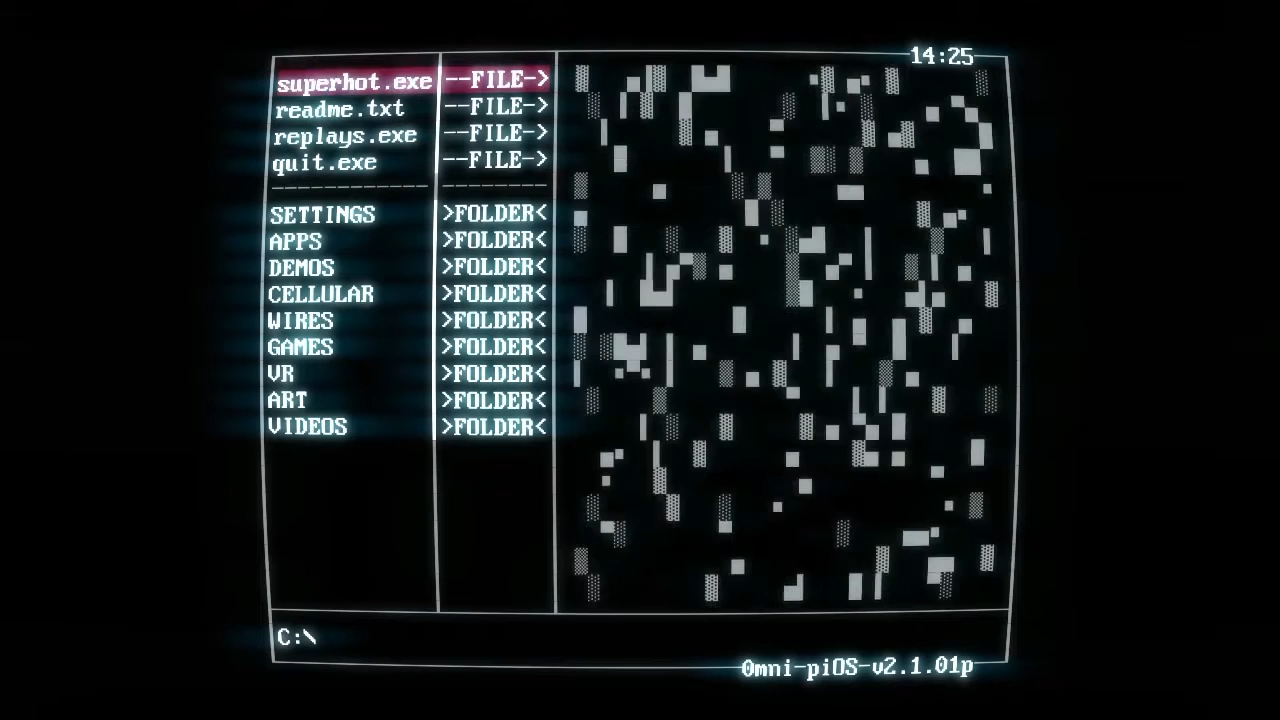 14:25
superhot.exe --FILE->
readme.txt --FILE->
replays.exe --FILE->
quit.exe --FILE->
SETTINGS >FOLDER<
APPS >FOLDER<
DEMOS >FOLDER<
CELLULAR >FOLDER<
WIRES >FOLDER<
GAMES >FOLDER<
VR >FOLDER<
ART >FOLDER<
VIDEOS >FOLDER<
C:\
0mni-piOS-v2.1.01p